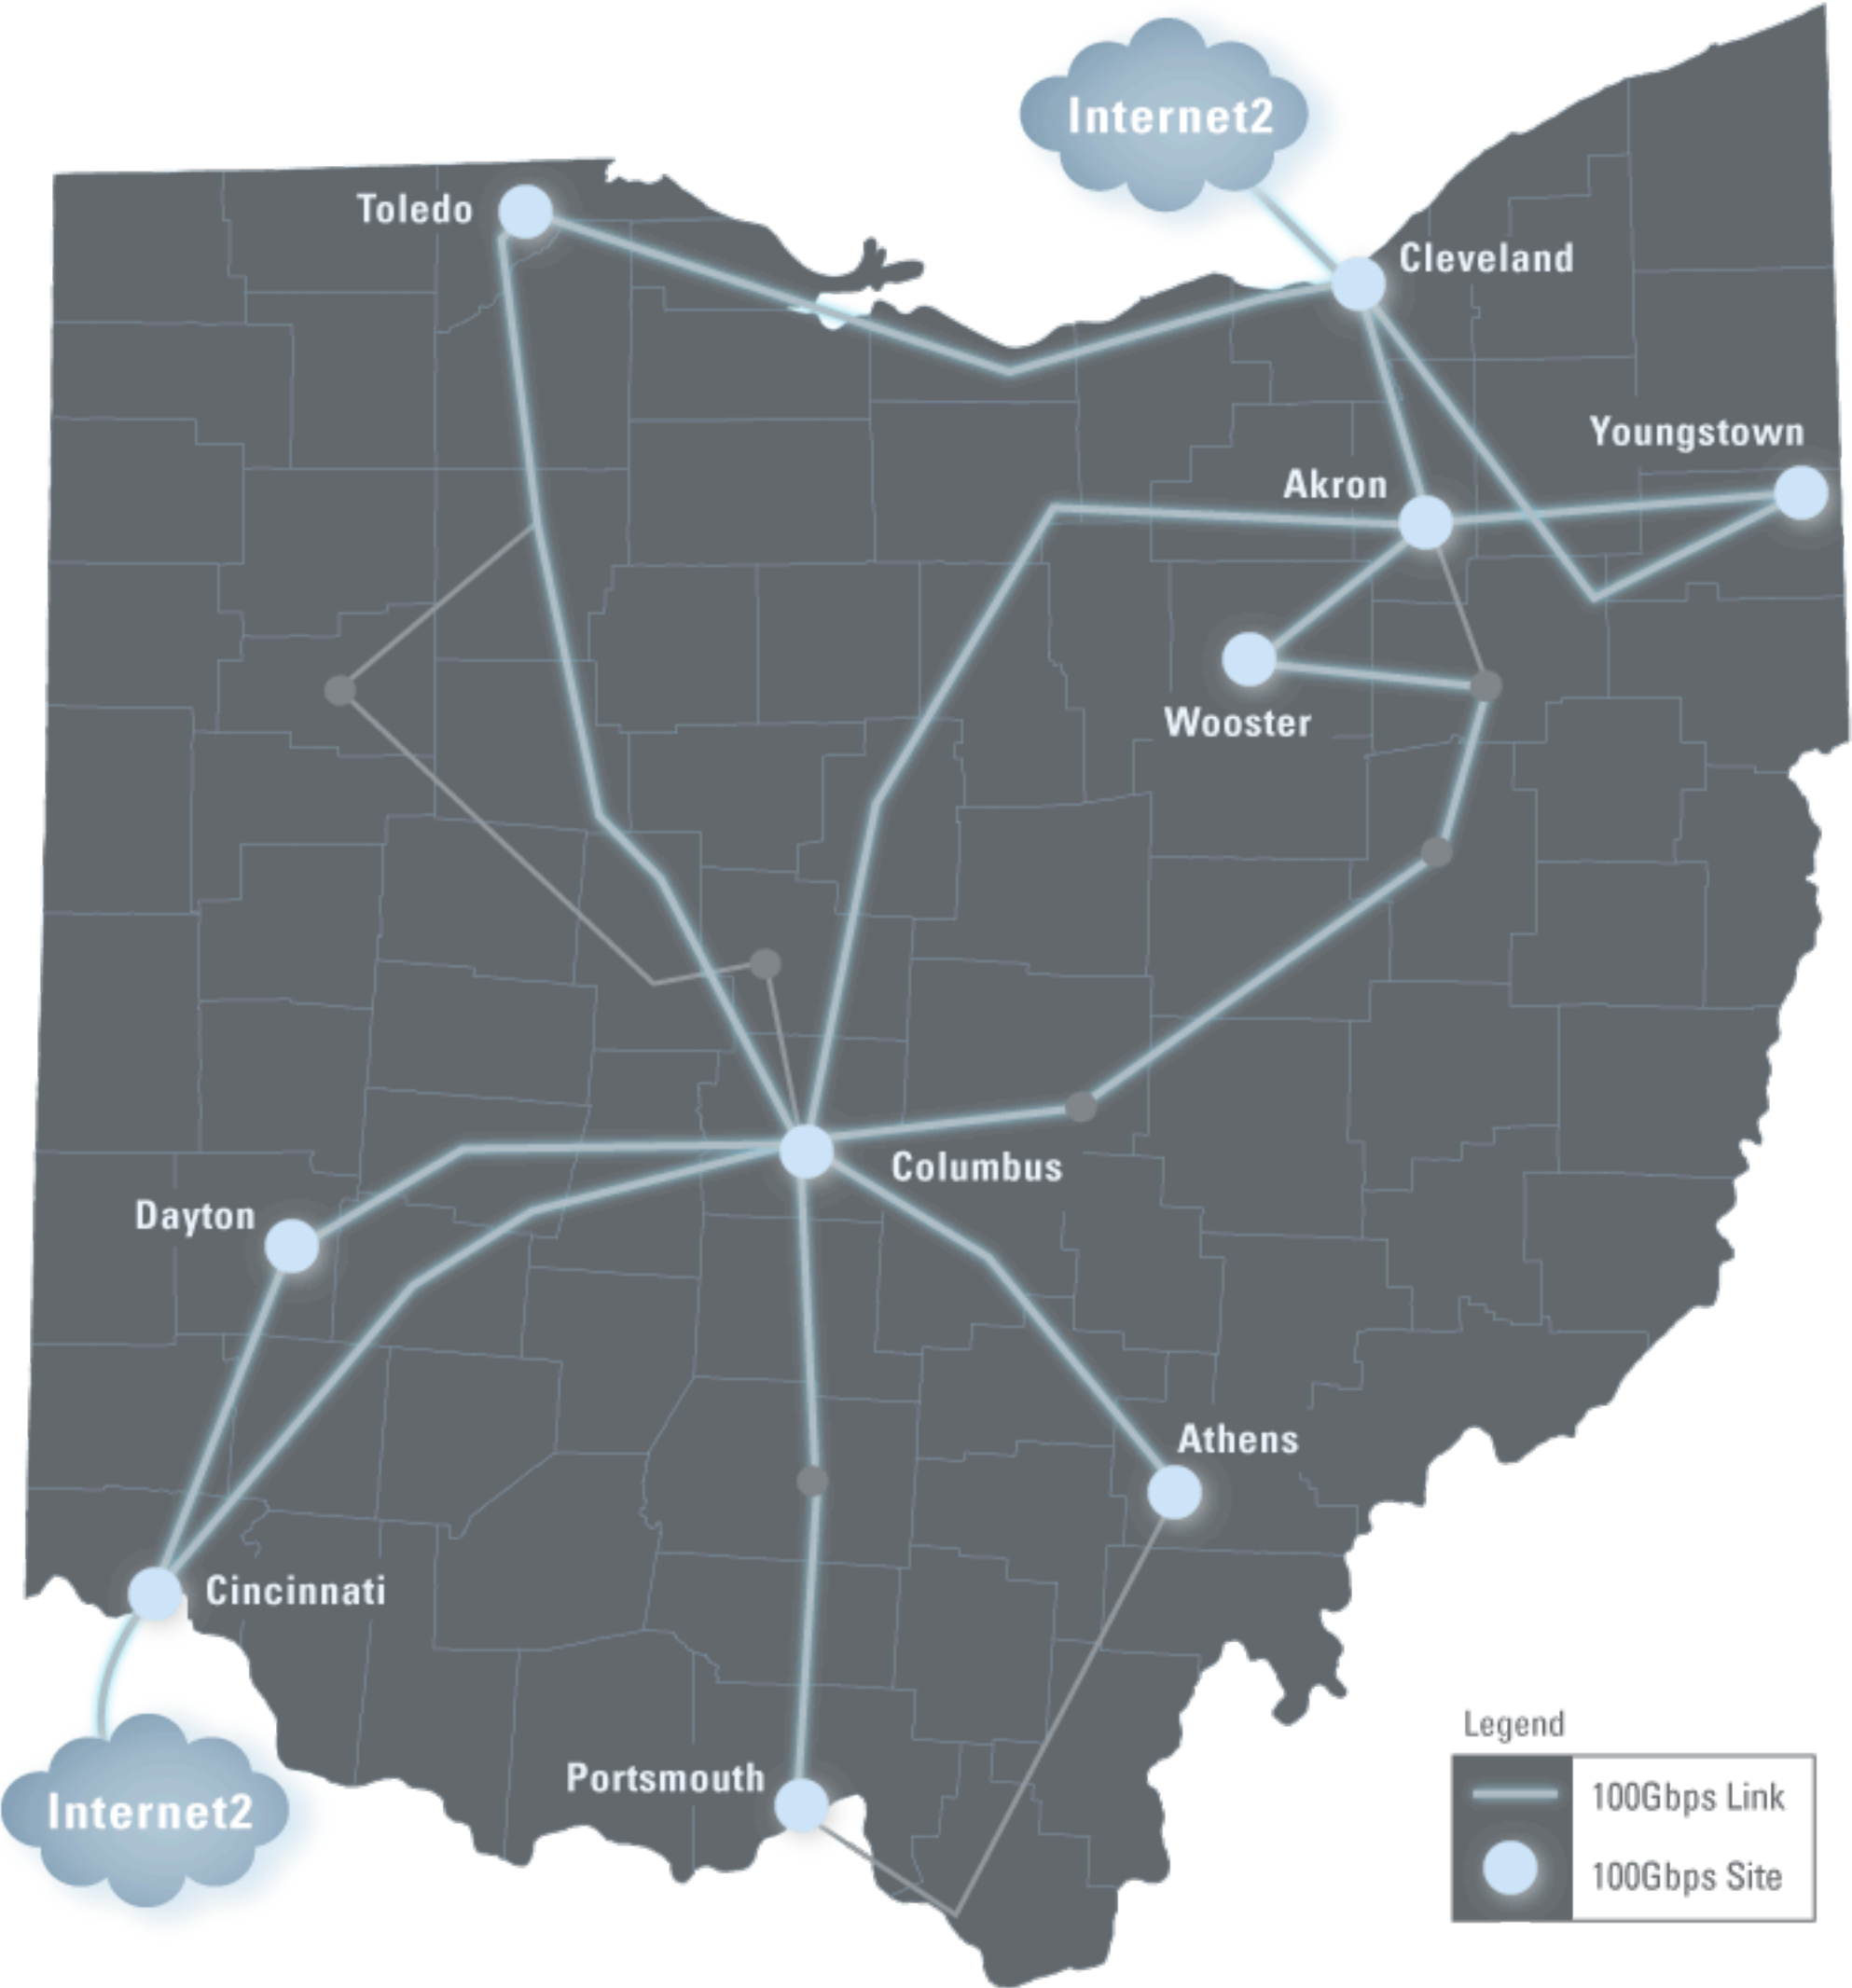 Internet2
Toledo
Cleveland
Youngstown
Akron
Wooster
Columbus
Dayton
Athens
Cincinnati
Legend
Portsmouth
100Gbps Link
Internet2
100Gbps Site